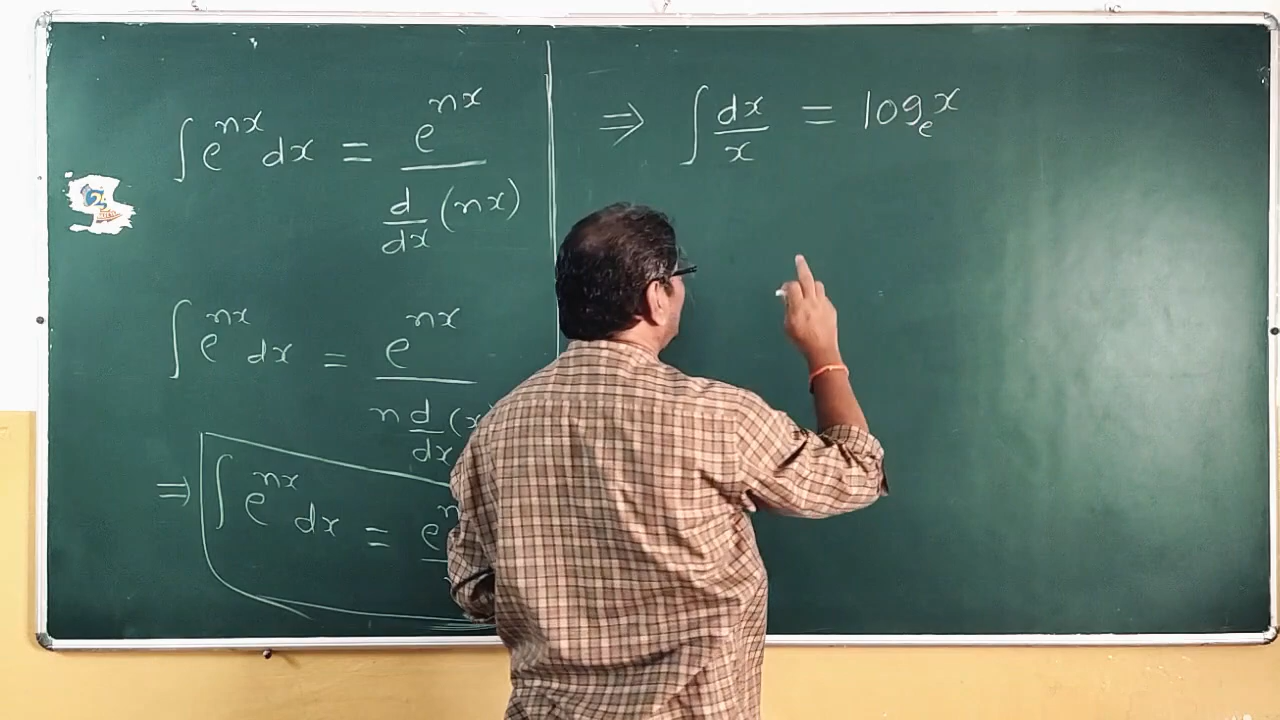 ∫ e^{nx} dx = e^{nx} / (d/dx (nx))
∫ e^{nx} dx = e^{nx} / (n d/dx (x
⇒ ∫ e^{nx} dx = e^{n
⇒ ∫ dx/x = log_e x